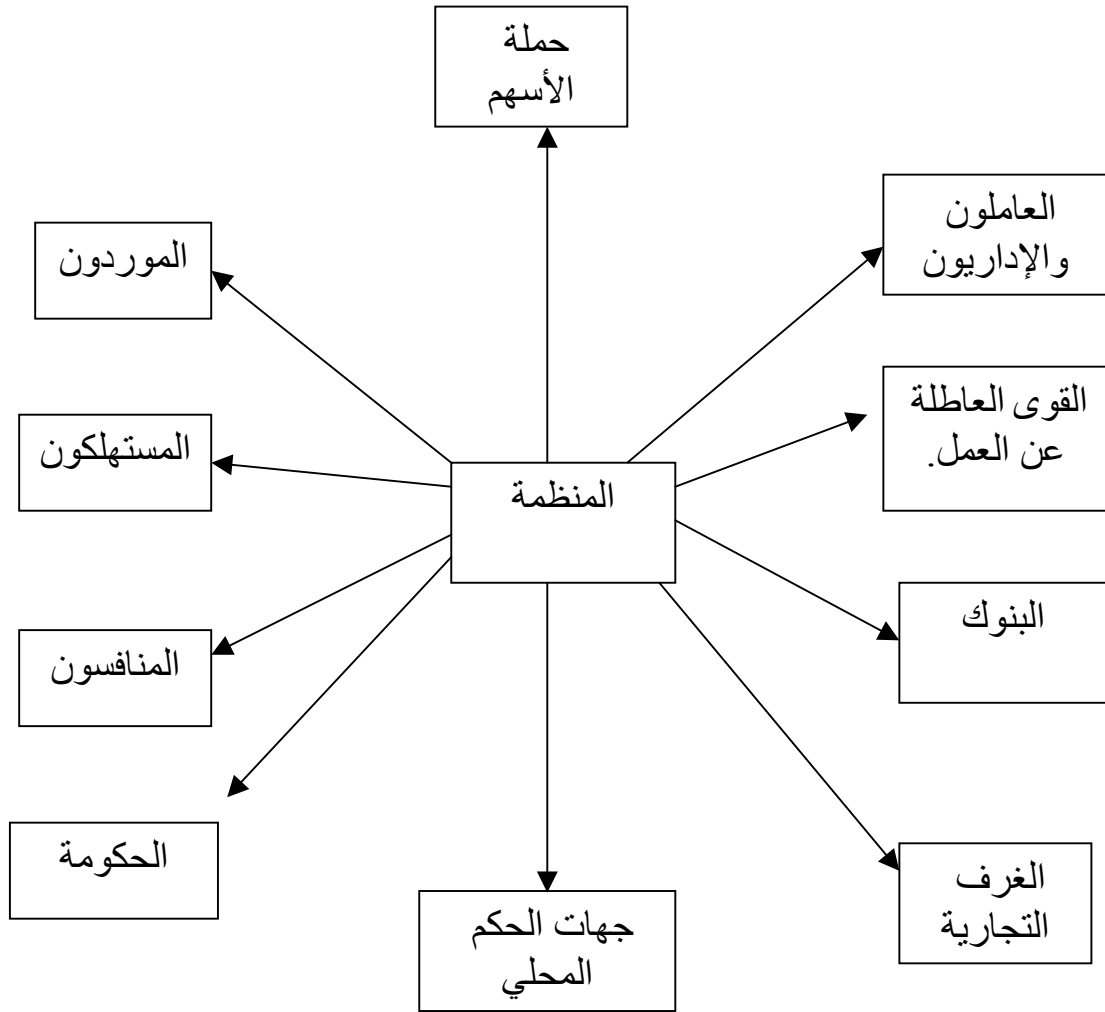 حملة
الأسهم
العاملون
والإداريون
الموردون
القوى العاطلة
عن العمل.
المستهلكون
المنظمة
البنوك
المنافسون
الغرف
التجارية
الحكومة
جهات الحكم
المحلي